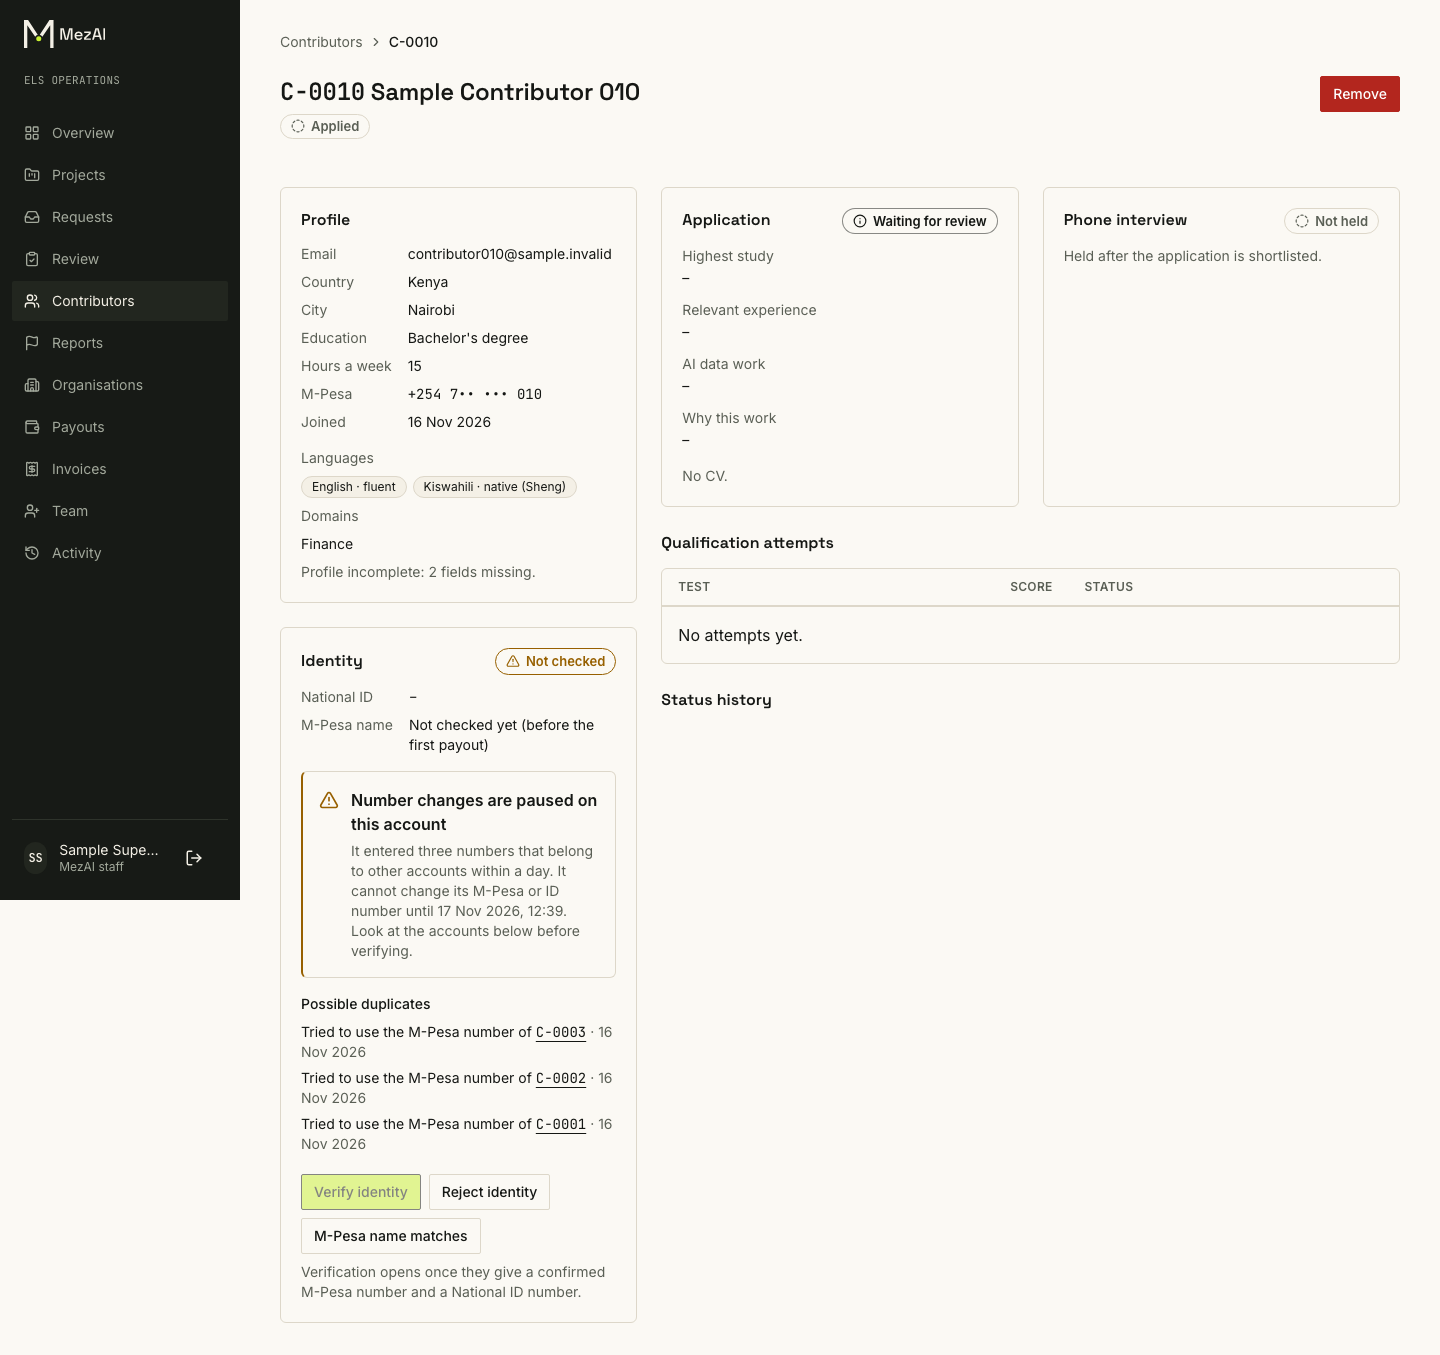 MezAI
ELS OPERATIONS
Overview
Projects
Requests
Review
Contributors
Reports
Organisations
Payouts
Invoices
Team
Activity
SS
Sample Supe...
MezAI staff
Contributors > C-0010
C-0010 Sample Contributor 010
Applied
Remove
Profile
Email contributor010@sample.invalid
Country Kenya
City Nairobi
Education Bachelor's degree
Hours a week 15
M-Pesa +254 7•• ••• 010
Joined 16 Nov 2026
Languages
English · fluent Kiswahili · native (Sheng)
Domains
Finance
Profile incomplete: 2 fields missing.
Identity Not checked
National ID –
M-Pesa name Not checked yet (before the
first payout)
Number changes are paused on
this account
It entered three numbers that belong
to other accounts within a day. It
cannot change its M-Pesa or ID
number until 17 Nov 2026, 12:39.
Look at the accounts below before
verifying.
Possible duplicates
Tried to use the M-Pesa number of C-0003 · 16
Nov 2026
Tried to use the M-Pesa number of C-0002 · 16
Nov 2026
Tried to use the M-Pesa number of C-0001 · 16
Nov 2026
Verify identity Reject identity
M-Pesa name matches
Verification opens once they give a confirmed
M-Pesa number and a National ID number.
Application Waiting for review
Highest study
–
Relevant experience
–
AI data work
–
Why this work
–
No CV.
Phone interview Not held
Held after the application is shortlisted.
Qualification attempts
TEST SCORE STATUS
No attempts yet.
Status history